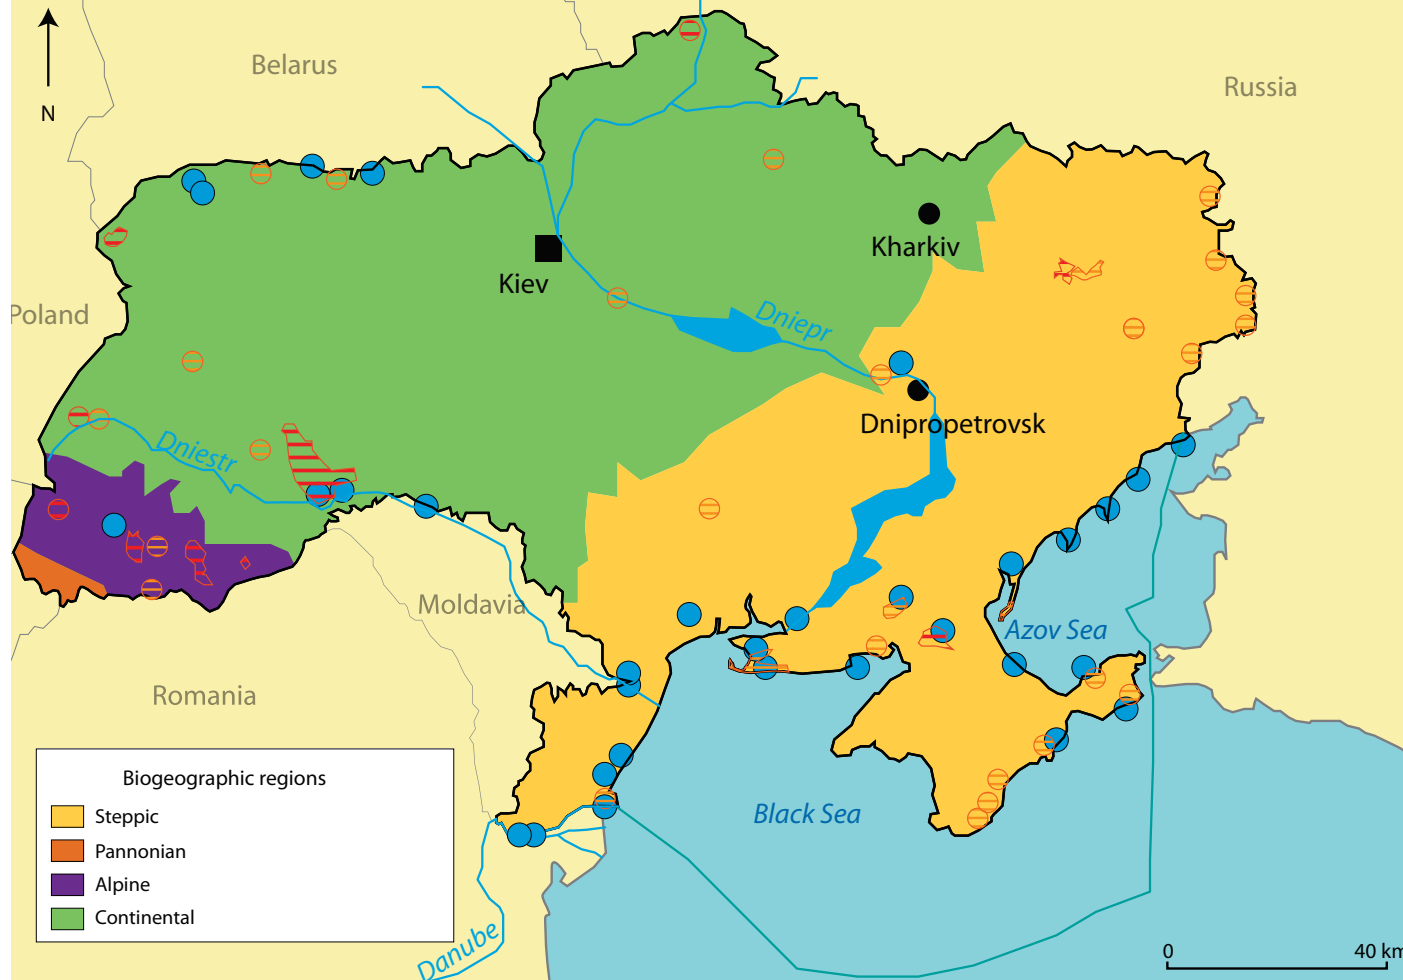 Belarus
Russia
N
Kharkiv
Kiev
Poland
Dniepr
Dnipropetrovsk
Dniestr
Moldavia
Azov Sea
Romania
Biogeographic regions
Steppic
Black Sea
Pannonian
Alpine
Continental
Danube
0 40 km